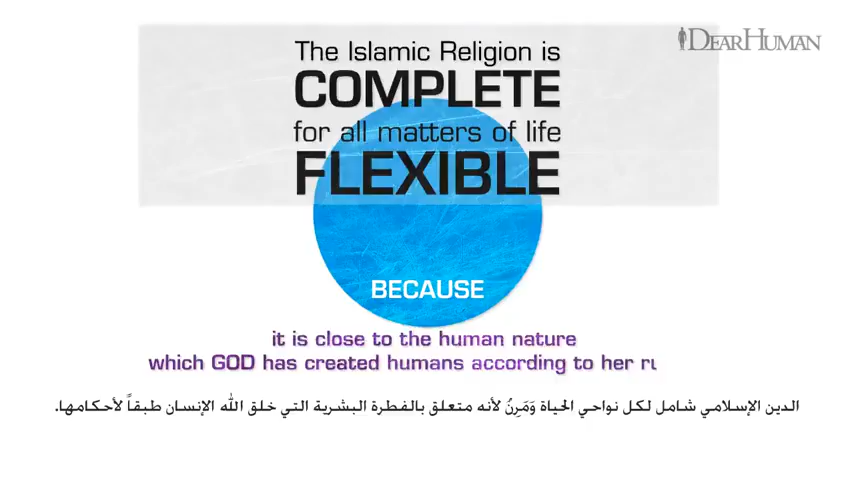 DEARHUMAN
The Islamic Religion is
COMPLETE
for all matters of life
FLEXIBLE
BECAUSE
it is close to the human nature
which GOD has created humans according to her ru
الدين الإسلامي شامل لكل نواحي الحياة وَمَرِنٌ لأنه متعلق بالفطرة البشرية التي خلق الله الإنسان طبقاً لأحكامها.